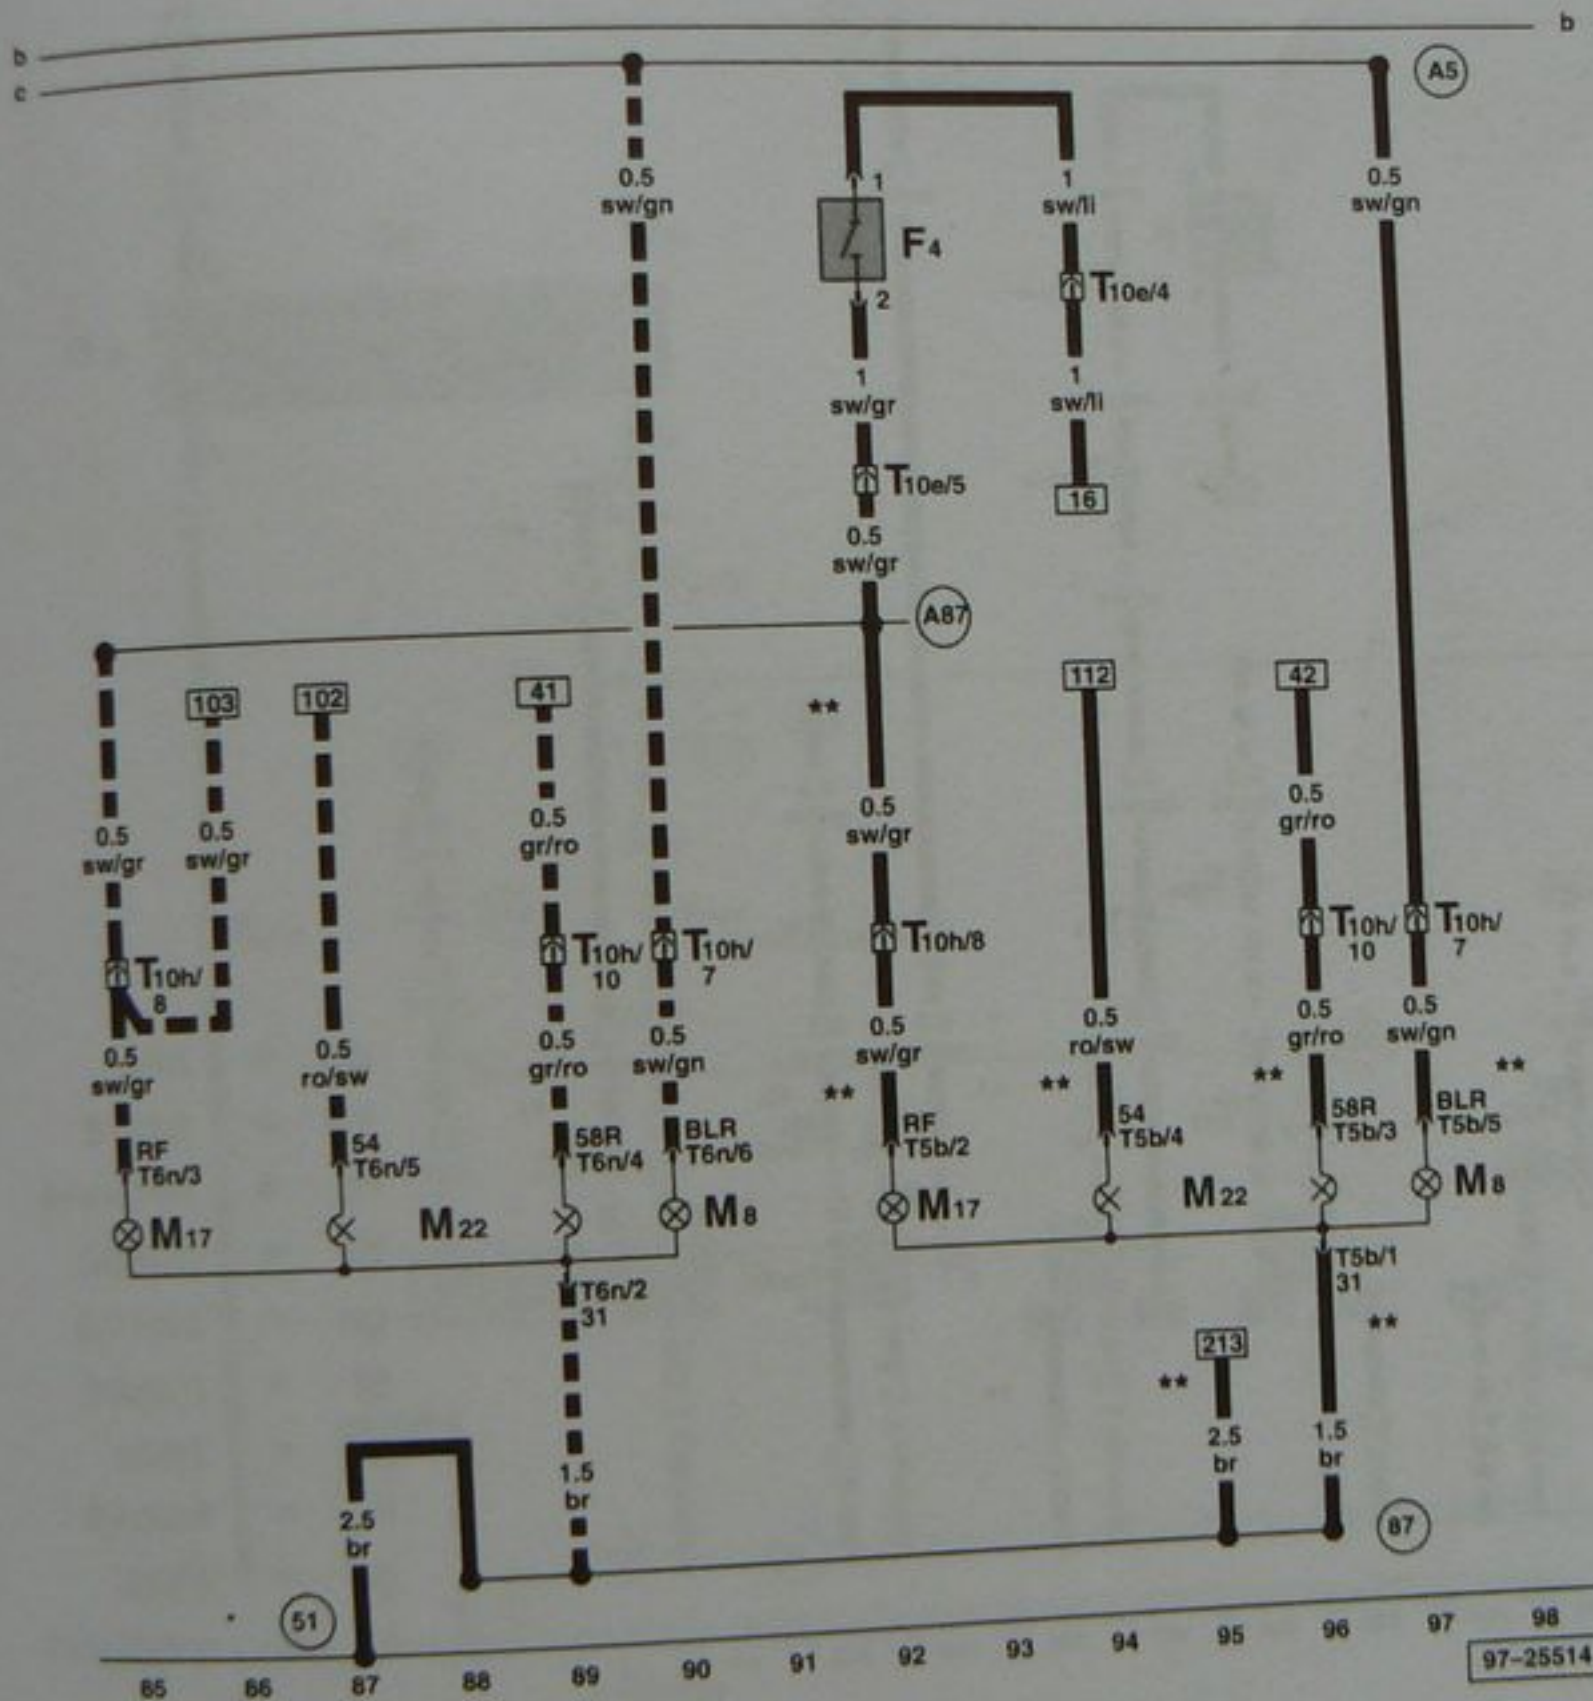 b
b
c
A5
0.5
sw/gn
1
F4
2
1
sw/li
T10e/4
1
sw/li
16
0.5
sw/gn
1
sw/gr
T10e/5
0.5
sw/gr
A87
103
102
41
**
112
42
0.5
sw/gr
0.5
sw/gr
0.5
gr/ro
0.5
sw/gr
0.5
gr/ro
T10h/
8
T10h/
10
T10h/
7
T10h/8
T10h/
10
T10h/
7
0.5
sw/gr
0.5
ro/sw
0.5
gr/ro
0.5
sw/gn
0.5
sw/gr
0.5
ro/sw
0.5
gr/ro
0.5
sw/gn
**
**
**
**
RF
T6n/3
54
T6n/5
58R
T6n/4
BLR
T6n/6
RF
T5b/2
54
T5b/4
58R
T5b/3
BLR
T5b/5
M17
M22
M8
M17
M22
M8
T6n/2
31
T5b/1
31
**
213
**
2.5
br
1.5
br
2.5
br
1.5
br
87
51
85 86 87 88 89 90 91 92 93 94 95 96 97 98
97-25514